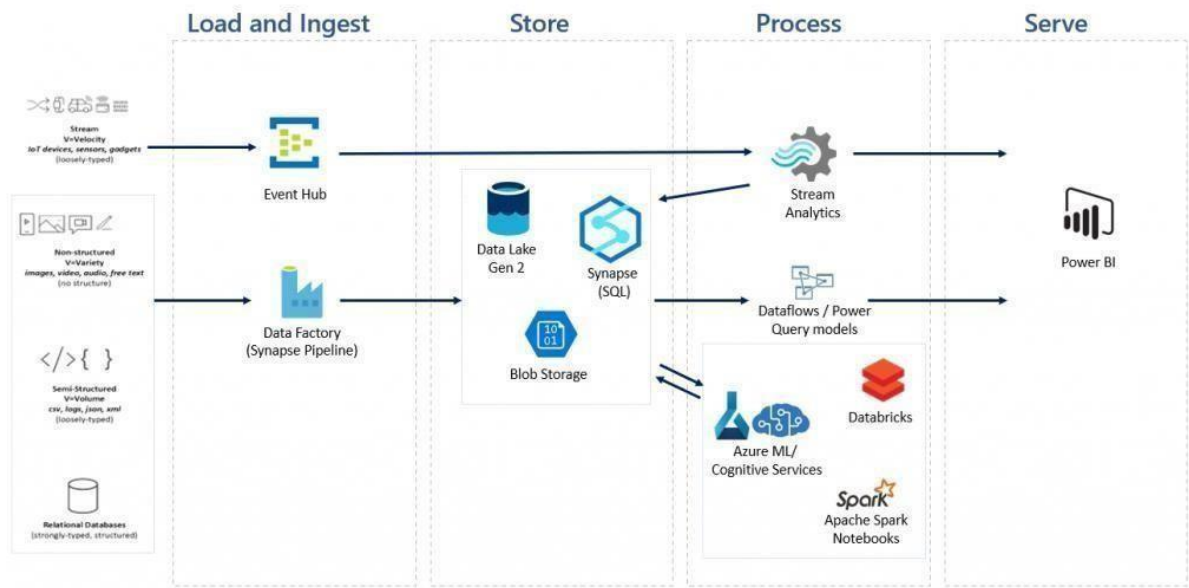 Load and Ingest
Store
Process
Serve
Stream
V=Velocity
IoT devices, sensors, gadgets
(loosely-typed)
Non-structured
V=Variety
images, video, audio, free text
(no structure)
</>{ }
Semi-Structured
V=Volume
csv, logs, json, xml
(loosely-typed)
Relational Databases
(strongly-typed, structured)
Event Hub
Data Factory
(Synapse Pipeline)
Data Lake
Gen 2
Synapse
(SQL)
10
01
Blob Storage
Stream
Analytics
Dataflows / Power
Query models
Databricks
Azure ML/
Cognitive Services
Spark
Apache Spark
Notebooks
Power BI